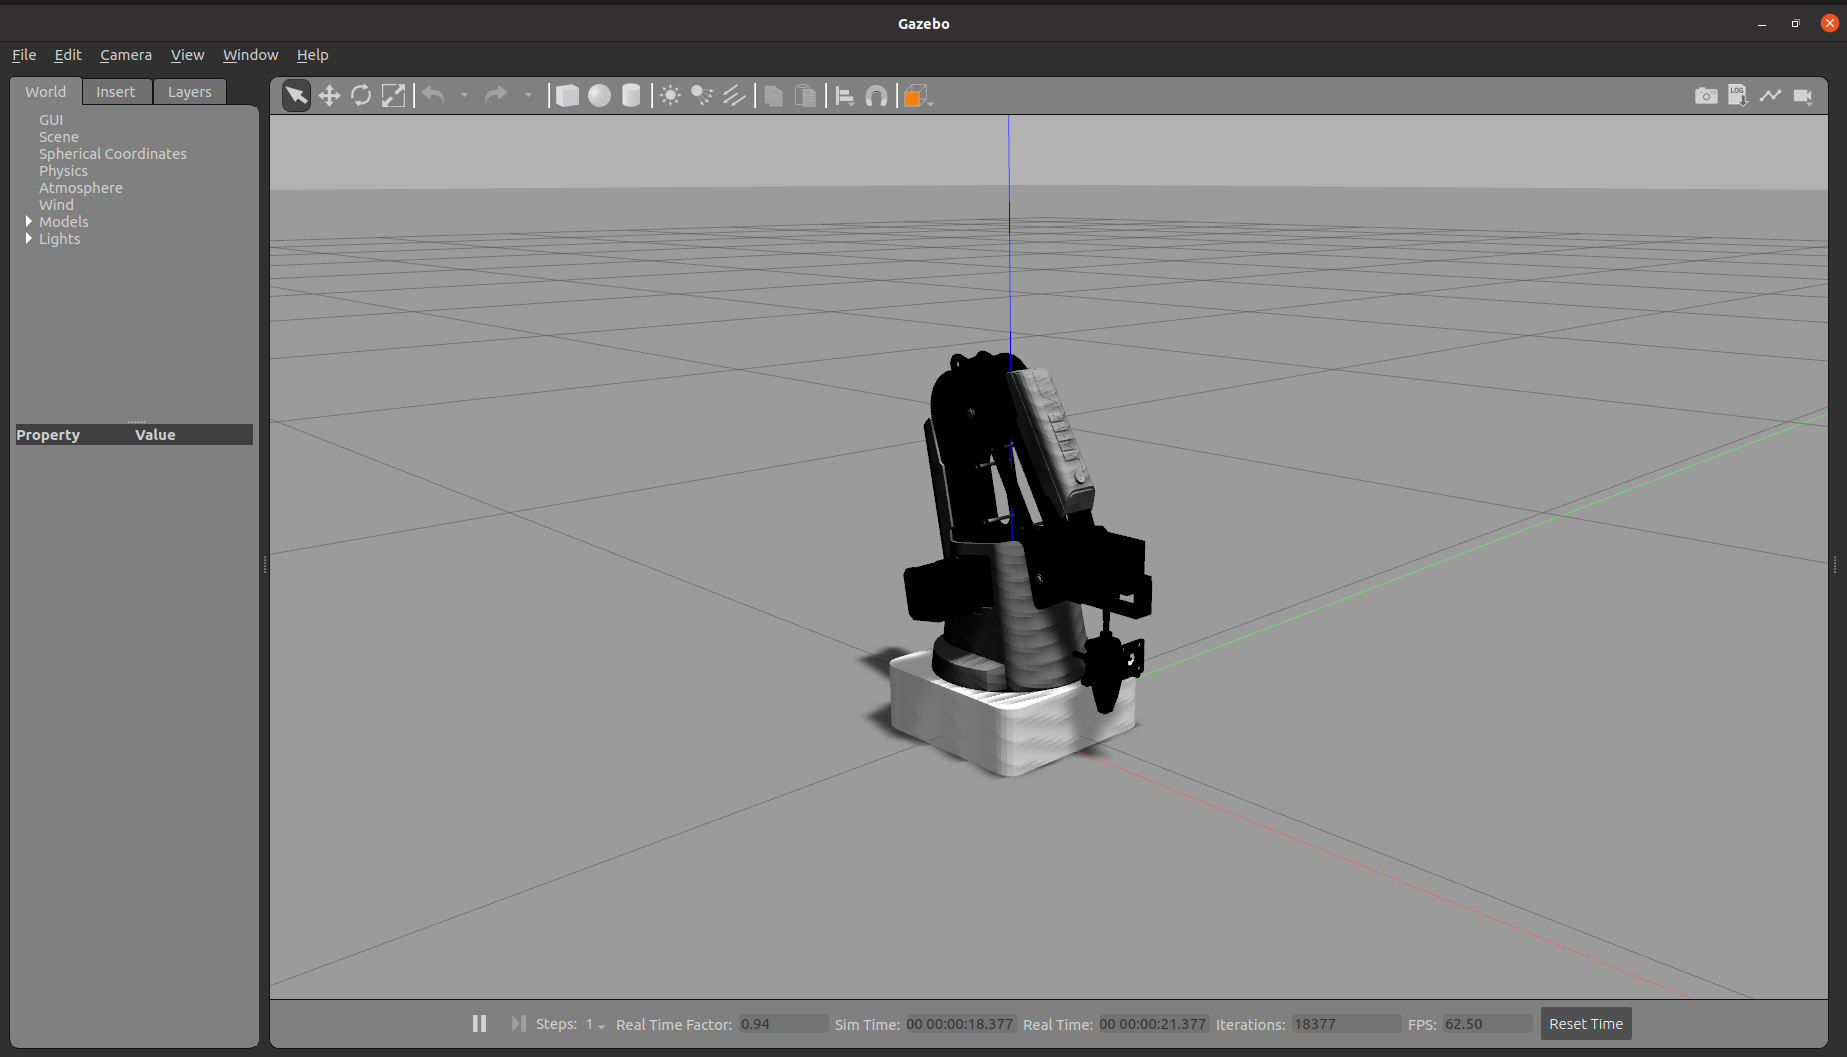 Gazebo
File Edit Camera View Window Help
World Insert Layers
LOG
GUI
Scene
Spherical Coordinates
Physics
Atmosphere
Wind
Models
Lights
Property Value
Steps: 1 Real Time Factor: 0.94 Sim Time: 00 00:00:18.377 Real Time: 00 00:00:21.377 Iterations: 18377 FPS: 62.50 Reset Time